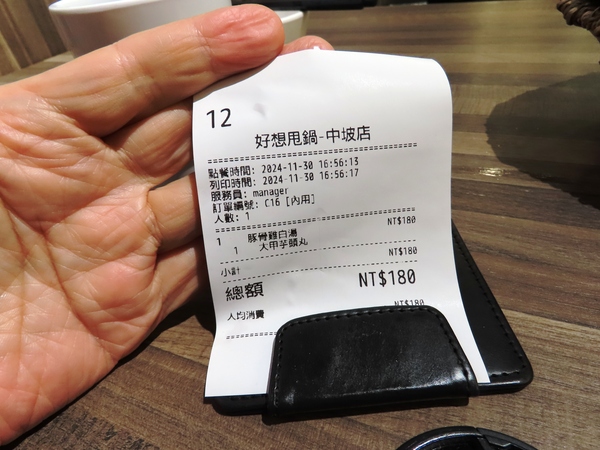 12
好想甩鍋-中坡店
點餐時間: 2024-11-30 16:56:13
列印時間: 2024-11-30 16:56:17
服務員: manager
訂單編號: C16 [內用]
人數: 1
1 豚骨雞白湯 NT$180
1 大甲芋頭丸
小計 NT$180
總額 NT$180
人均消費 NT$180